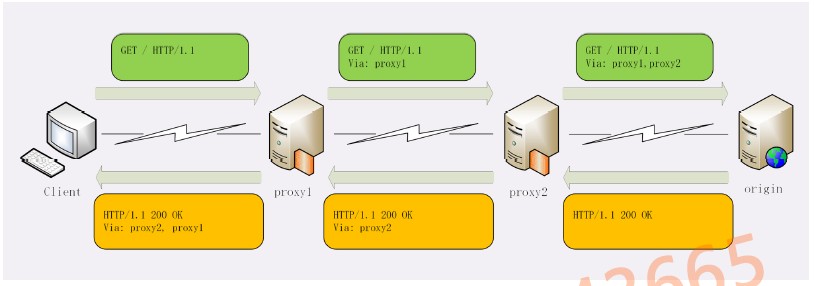 GET / HTTP/1.1
GET / HTTP/1.1
Via: proxy1
GET / HTTP/1.1
Via: proxy1,proxy2
Client
proxy1
proxy2
origin
HTTP/1.1 200 OK
Via: proxy2, proxy1
HTTP/1.1 200 OK
Via: proxy2
HTTP/1.1 200 OK